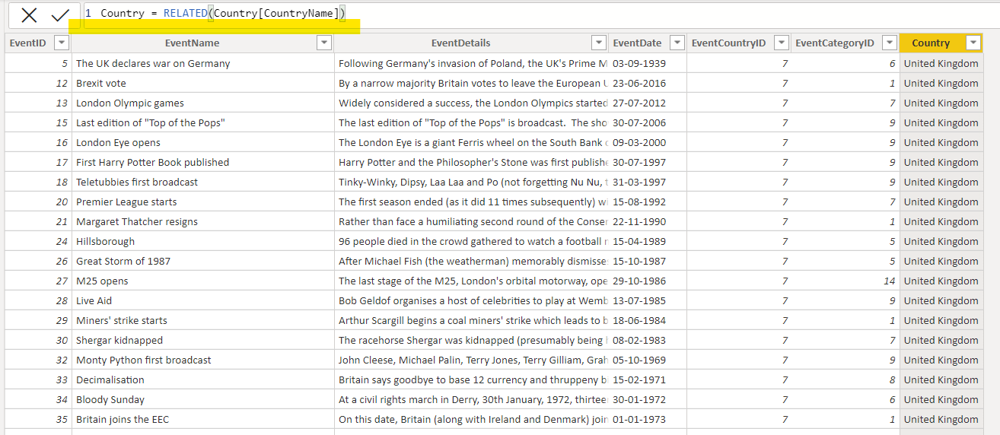 1 Country = RELATED(Country[CountryName])
EventID EventName EventDetails EventDate EventCountryID EventCategoryID Country
5 The UK declares war on Germany Following Germany's invasion of Poland, the UK's Prime M 03-09-1939 7 6 United Kingdom
12 Brexit vote By a narrow majority Britain votes to leave the European U 23-06-2016 7 1 United Kingdom
13 London Olympic games Widely considered a success, the London Olympics started 27-07-2012 7 7 United Kingdom
15 Last edition of "Top of the Pops" The last edition of "Top of the Pops" is broadcast. The sho 30-07-2006 7 9 United Kingdom
16 London Eye opens The London Eye is a giant Ferris wheel on the South Bank 09-03-2000 7 9 United Kingdom
17 First Harry Potter Book published Harry Potter and the Philosopher's Stone was first publishe 30-07-1997 7 9 United Kingdom
18 Teletubbies first broadcast Tinky-Winky, Dipsy, Laa Laa and Po (not forgetting Nu Nu, 31-03-1997 7 9 United Kingdom
20 Premier League starts The first season ended (as it did 11 times subsequently) wi 15-08-1992 7 7 United Kingdom
21 Margaret Thatcher resigns Rather than face a humiliating second round of the Conser 22-11-1990 7 1 United Kingdom
24 Hillsborough 96 people died in the crowd gathered to watch a football 15-04-1989 7 5 United Kingdom
26 Great Storm of 1987 After Michael Fish (the weatherman) memorably dismisse 15-10-1987 7 5 United Kingdom
27 M25 opens The last stage of the M25, London's orbital motorway, ope 29-10-1986 7 14 United Kingdom
28 Live Aid Bob Geldof organises a host of celebrities to play at Wemb 13-07-1985 7 9 United Kingdom
29 Miners' strike starts Arthur Scargill begins a coal miners' strike which leads to b 18-06-1984 7 1 United Kingdom
30 Shergar kidnapped The racehorse Shergar was kidnapped (presumably being 08-02-1983 7 7 United Kingdom
32 Monty Python first broadcast John Cleese, Michael Palin, Terry Jones, Terry Gilliam, Grah 05-10-1969 7 9 United Kingdom
33 Decimalisation Britain says goodbye to base 12 currency and thruppeny b 15-02-1971 7 8 United Kingdom
34 Bloody Sunday At a civil rights march in Derry, 30th January, 1972, thirtee 30-01-1972 7 6 United Kingdom
35 Britain joins the EEC On this date, Britain (along with Ireland and Denmark) join 01-01-1973 7 1 United Kingdom